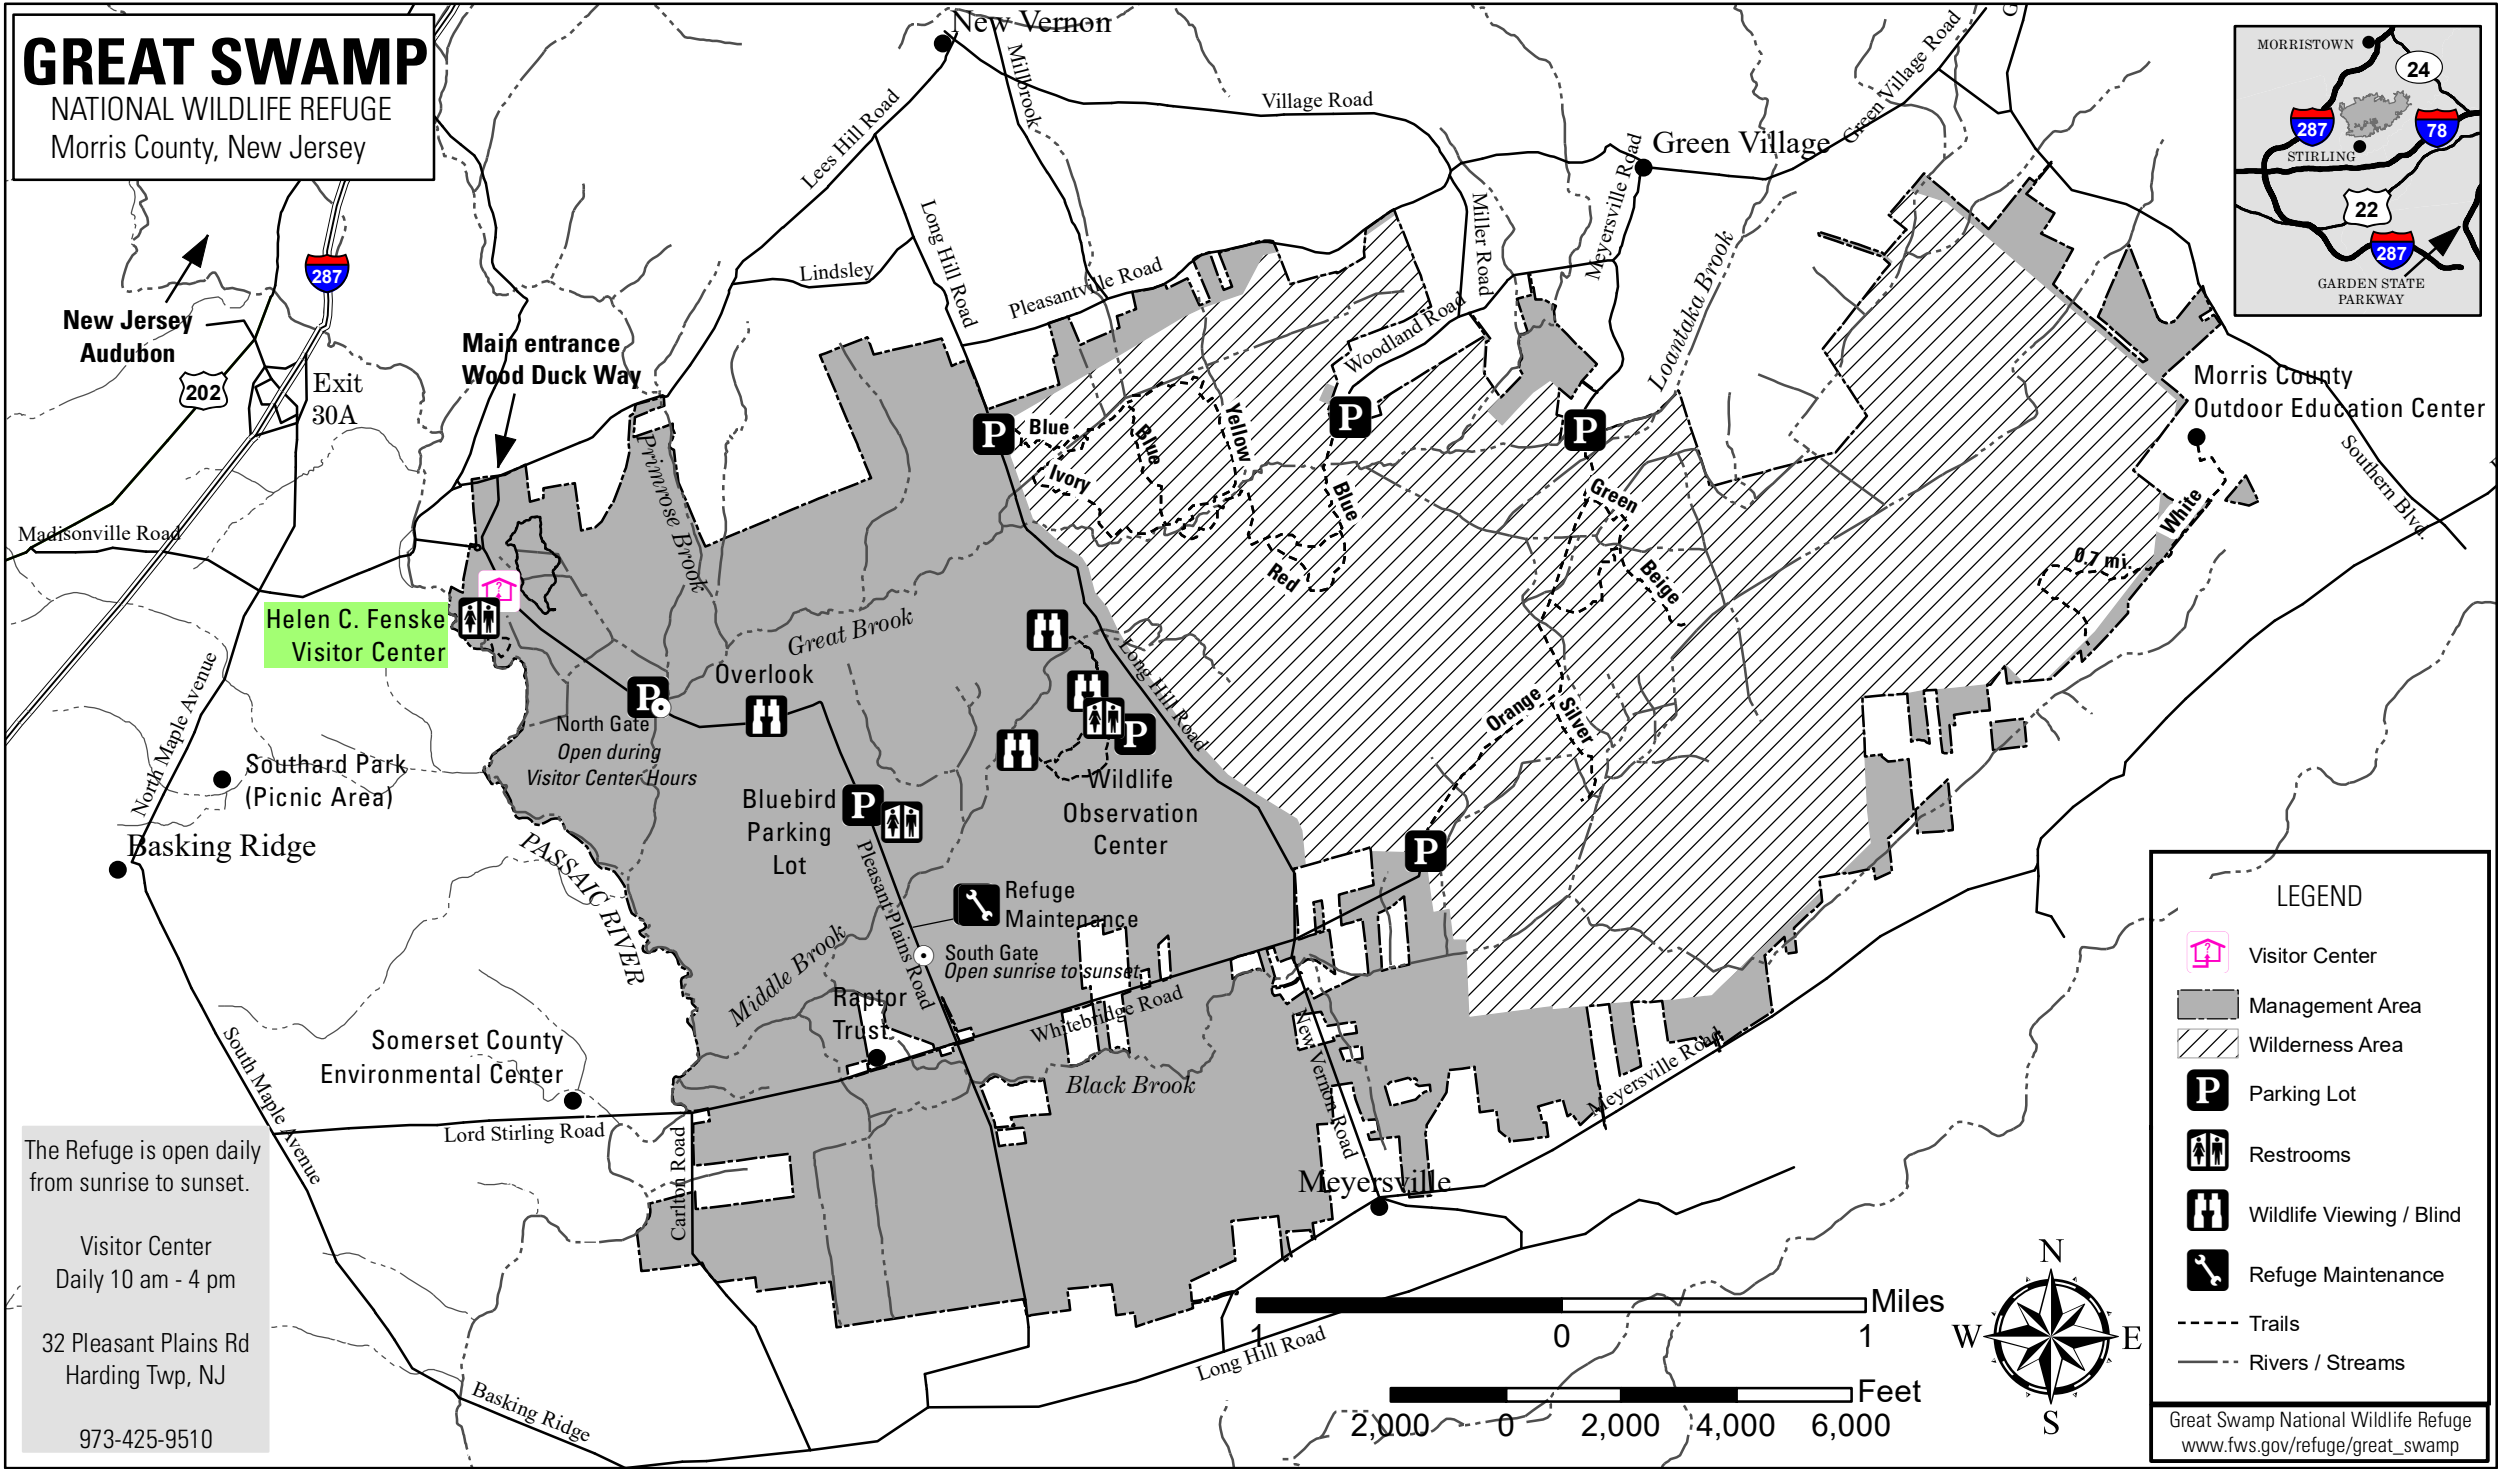 GREAT SWAMP
NATIONAL WILDLIFE REFUGE
Morris County, New Jersey
New Vernon
Millbrook
Village Road
Lees Hill Road
Green Village
Green Village Road
G
Meyersville Road
Miller Road
Long Hill Road
Lindsley
Pleasantville Road
Woodland Road
Loantaka Brook
MORRISTOWN
24
287
78
STIRLING
22
287
GARDEN STATE
PARKWAY
287
New Jersey
Audubon
202
Exit
30A
Main entrance
Wood Duck Way
Morris County
Outdoor Education Center
Southern Blvd.
P
Blue
Ivory
Blue
Yellow
P
Blue
Red
P
Green
Beige
Orange
Silver
White
0.7 mi.
Madisonville Road
Primrose Brook
Great Brook
?
Helen C. Fenske
Visitor Center
Overlook
P
North Gate
Open during
Visitor Center Hours
Long Hill Road
P
Wildlife
Observation
Center
North Maple Avenue
Southard Park
(Picnic Area)
Basking Ridge
PASSAIC RIVER
Bluebird
Parking
Lot
P
Pleasant Plains Road
Refuge
Maintenance
South Gate
Open sunrise to sunset
P
Middle Brook
Raptor
Trust
Whitebridge Road
Black Brook
New Vernon Road
Meyersville Road
Meyersville
Somerset County
Environmental Center
South Maple Avenue
Lord Stirling Road
Carlton Road
Basking Ridge
Long Hill Road
The Refuge is open daily
from sunrise to sunset.
Visitor Center
Daily 10 am - 4 pm
32 Pleasant Plains Rd
Harding Twp, NJ
973-425-9510
Miles
1 0 1
Feet
2,000 0 2,000 4,000 6,000
N
W E
S
LEGEND
? Visitor Center
Management Area
Wilderness Area
P Parking Lot
Restrooms
Wildlife Viewing / Blind
Refuge Maintenance
Trails
Rivers / Streams
Great Swamp National Wildlife Refuge
www.fws.gov/refuge/great_swamp